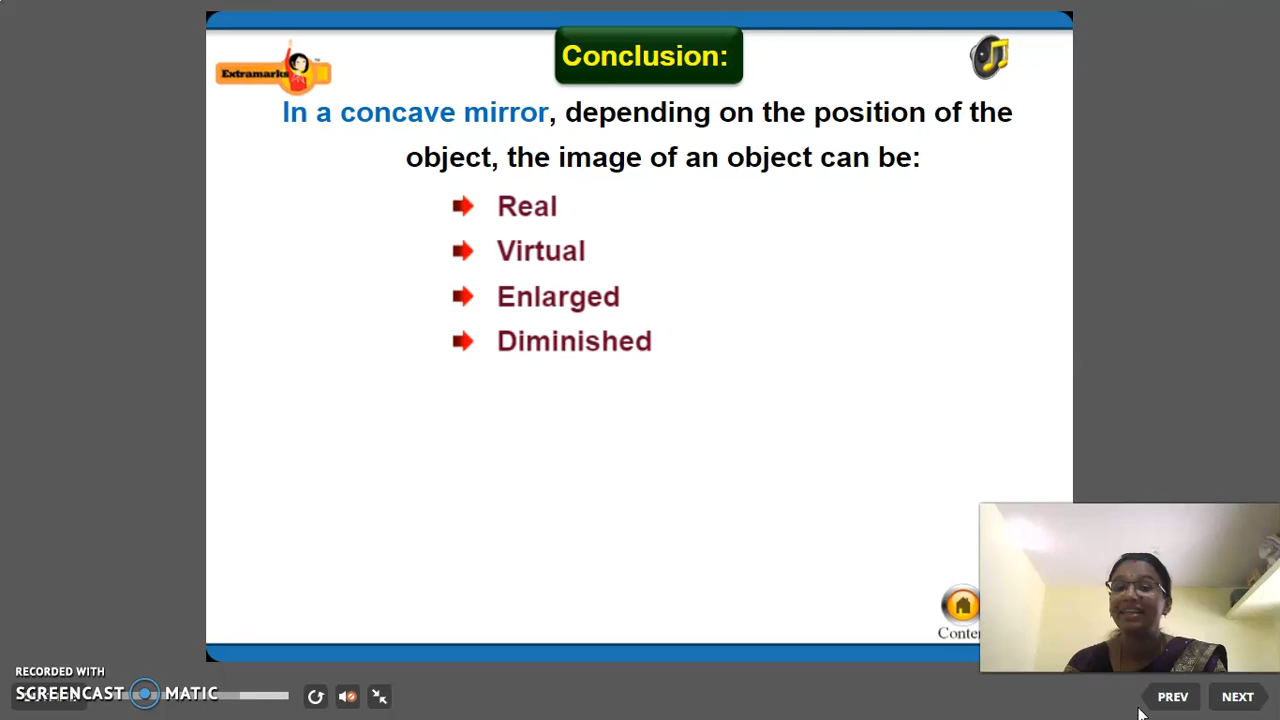 Conclusion:
Extramarks
In a concave mirror, depending on the position of the
object, the image of an object can be:
Real
Virtual
Enlarged
Diminished
Conte
RECORDED WITH
SCREENCAST MATIC
PREV
NEXT